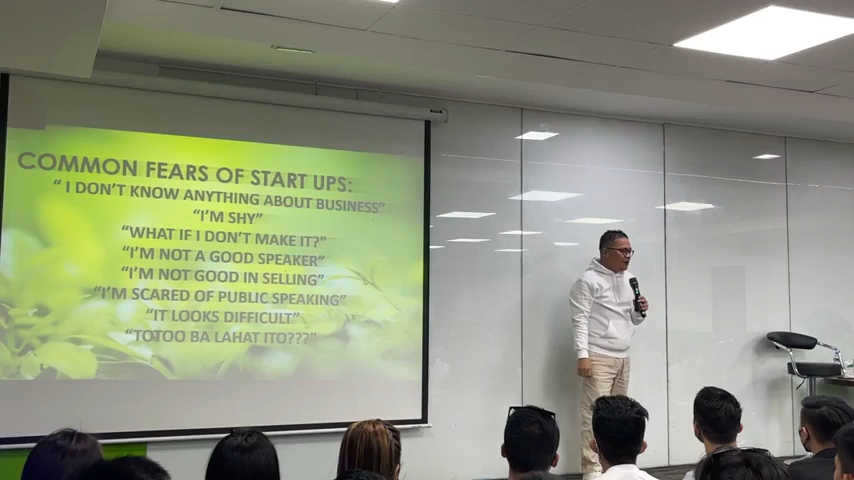 COMMON FEARS OF START UPS:
“ I DON'T KNOW ANYTHING ABOUT BUSINESS”
“I'M SHY”
“WHAT IF I DON'T MAKE IT?”
“I'M NOT A GOOD SPEAKER”
“I'M NOT GOOD IN SELLING”
“I'M SCARED OF PUBLIC SPEAKING”
“IT LOOKS DIFFICULT”
“TOTOO BA LAHAT ITO???”